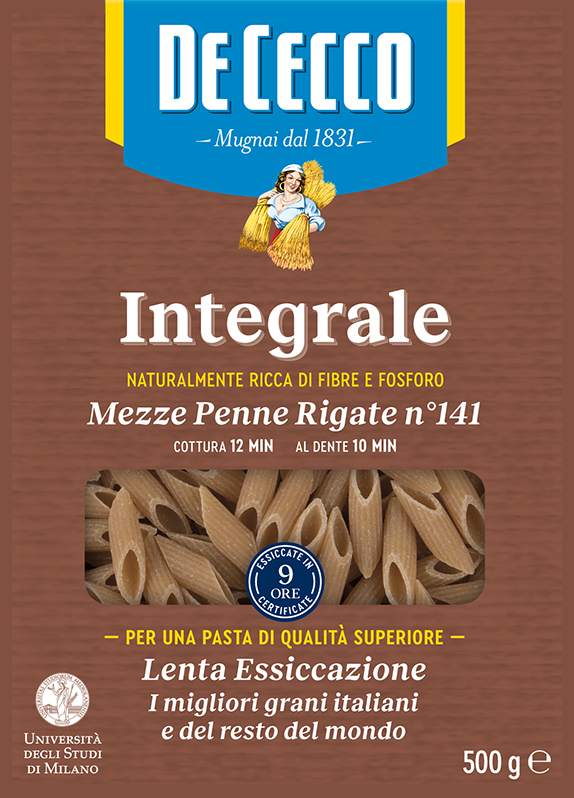 DE CECCO
Mugnai dal 1831
Integrale
NATURALMENTE RICCA DI FIBRE E FOSFORO
Mezze Penne Rigate n°141
COTTURA 12 MIN AL DENTE 10 MIN
ESSICCATE IN
9
ORE
CERTIFICATE
— PER UNA PASTA DI QUALITÀ SUPERIORE —
Lenta Essiccazione
I migliori grani italiani
e del resto del mondo
UNIVERSITÀ
DEGLI STUDI
DI MILANO
500 g ℮